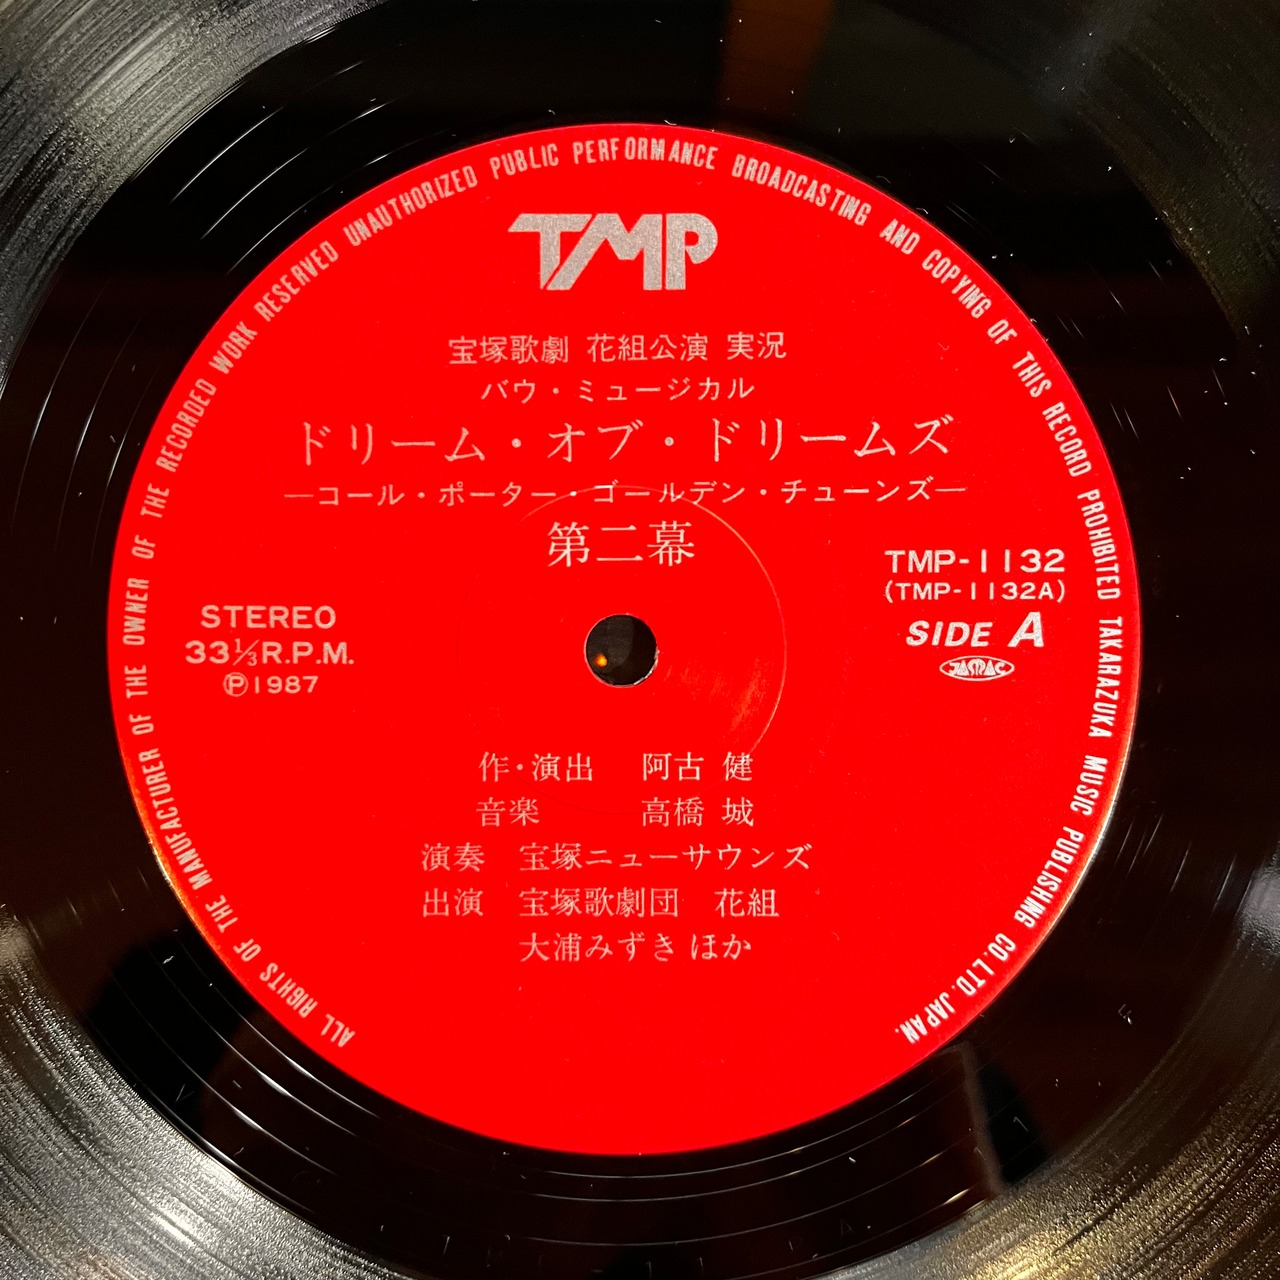 ALL RIGHTS OF THE MANUFACTURER OF THE OWNER OF THE RECORDED WORK RESERVED UNAUTHORIZED PUBLIC PERFORMANCE BROADCASTING AND COPYING OF THIS RECORD PROHIBITED TAKARAZUKA MUSIC PUBLISHING CO.LTD.JAPAN.
TMP
宝塚歌劇 花組公演 実況
バウ・ミュージカル
ドリーム・オブ・ドリームズ
—コール・ポーター・ゴールデン・チューンズ—
第二幕
TMP-1132
(TMP-1132A)
SIDE A
JASRAC
STEREO
33⅓R.P.M.
Ⓟ1987
作・演出 阿古 健
音楽 高橋 城
演奏 宝塚ニューサウンズ
出演 宝塚歌劇団 花組
大浦みずき ほか